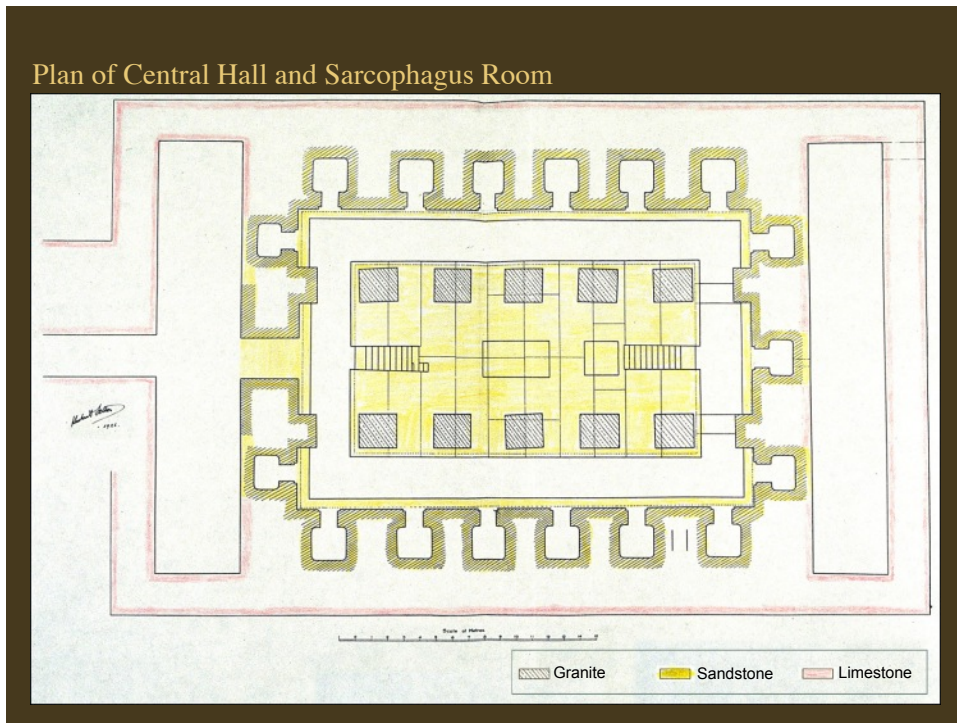 Plan of Central Hall and Sarcophagus Room
Scale of Metres
Granite
Sandstone
Limestone